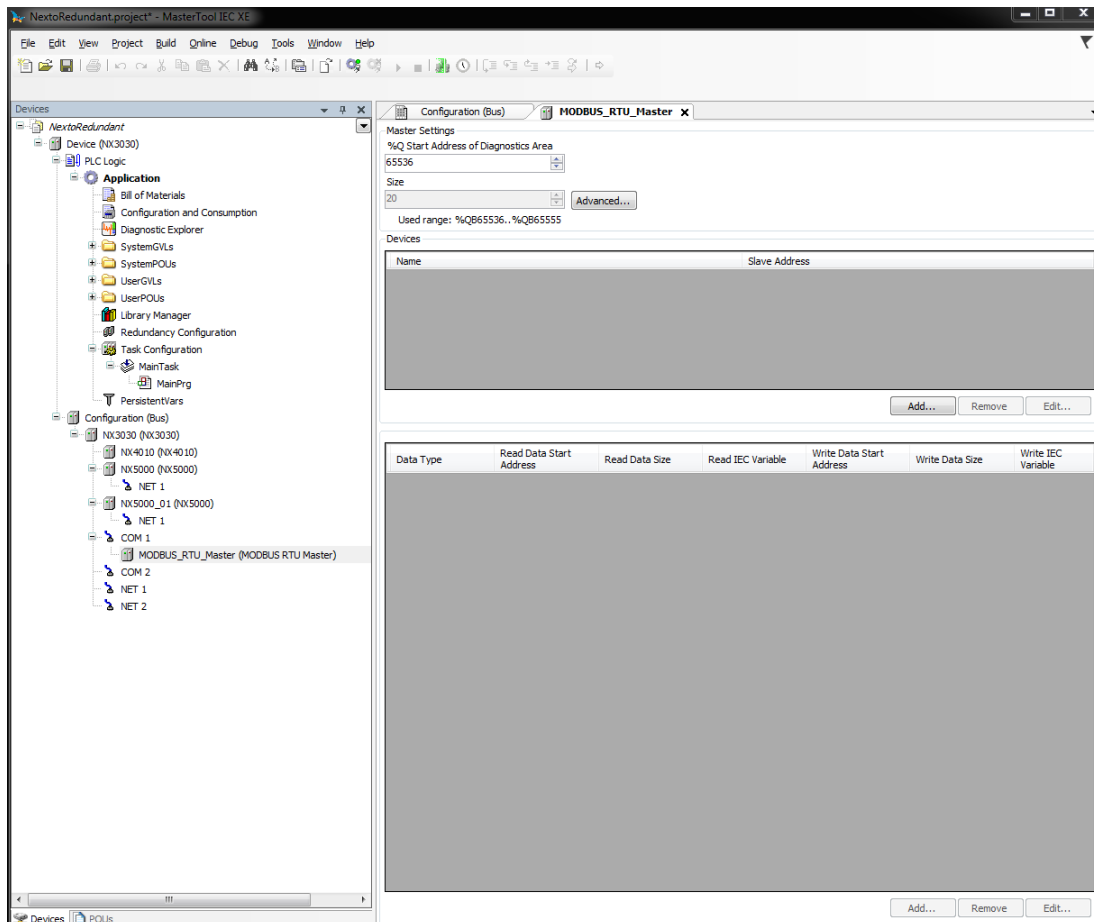 NextoRedundant.project* - MasterTool IEC XE
File Edit View Project Build Online Debug Tools Window Help
Devices
NextoRedundant
Device (NX3030)
PLC Logic
Application
Bill of Materials
Configuration and Consumption
Diagnostic Explorer
SystemGVLs
SystemPOUs
UserGVLs
UserPOUs
Library Manager
Redundancy Configuration
Task Configuration
MainTask
MainPrg
PersistentVars
Configuration (Bus)
NX3030 (NX3030)
NX4010 (NX4010)
NX5000 (NX5000)
NET 1
NX5000_01 (NX5000)
NET 1
COM 1
MODBUS_RTU_Master (MODBUS RTU Master)
COM 2
NET 1
NET 2
Devices POUs
Configuration (Bus) MODBUS_RTU_Master
Master Settings
%Q Start Address of Diagnostics Area
65536
Size
20 Advanced...
Used range: %QB65536..%QB65555
Devices
Name Slave Address
Add... Remove Edit...
Data Type Read Data Start Address Read Data Size Read IEC Variable Write Data Start Address Write Data Size Write IEC Variable
Add... Remove Edit...